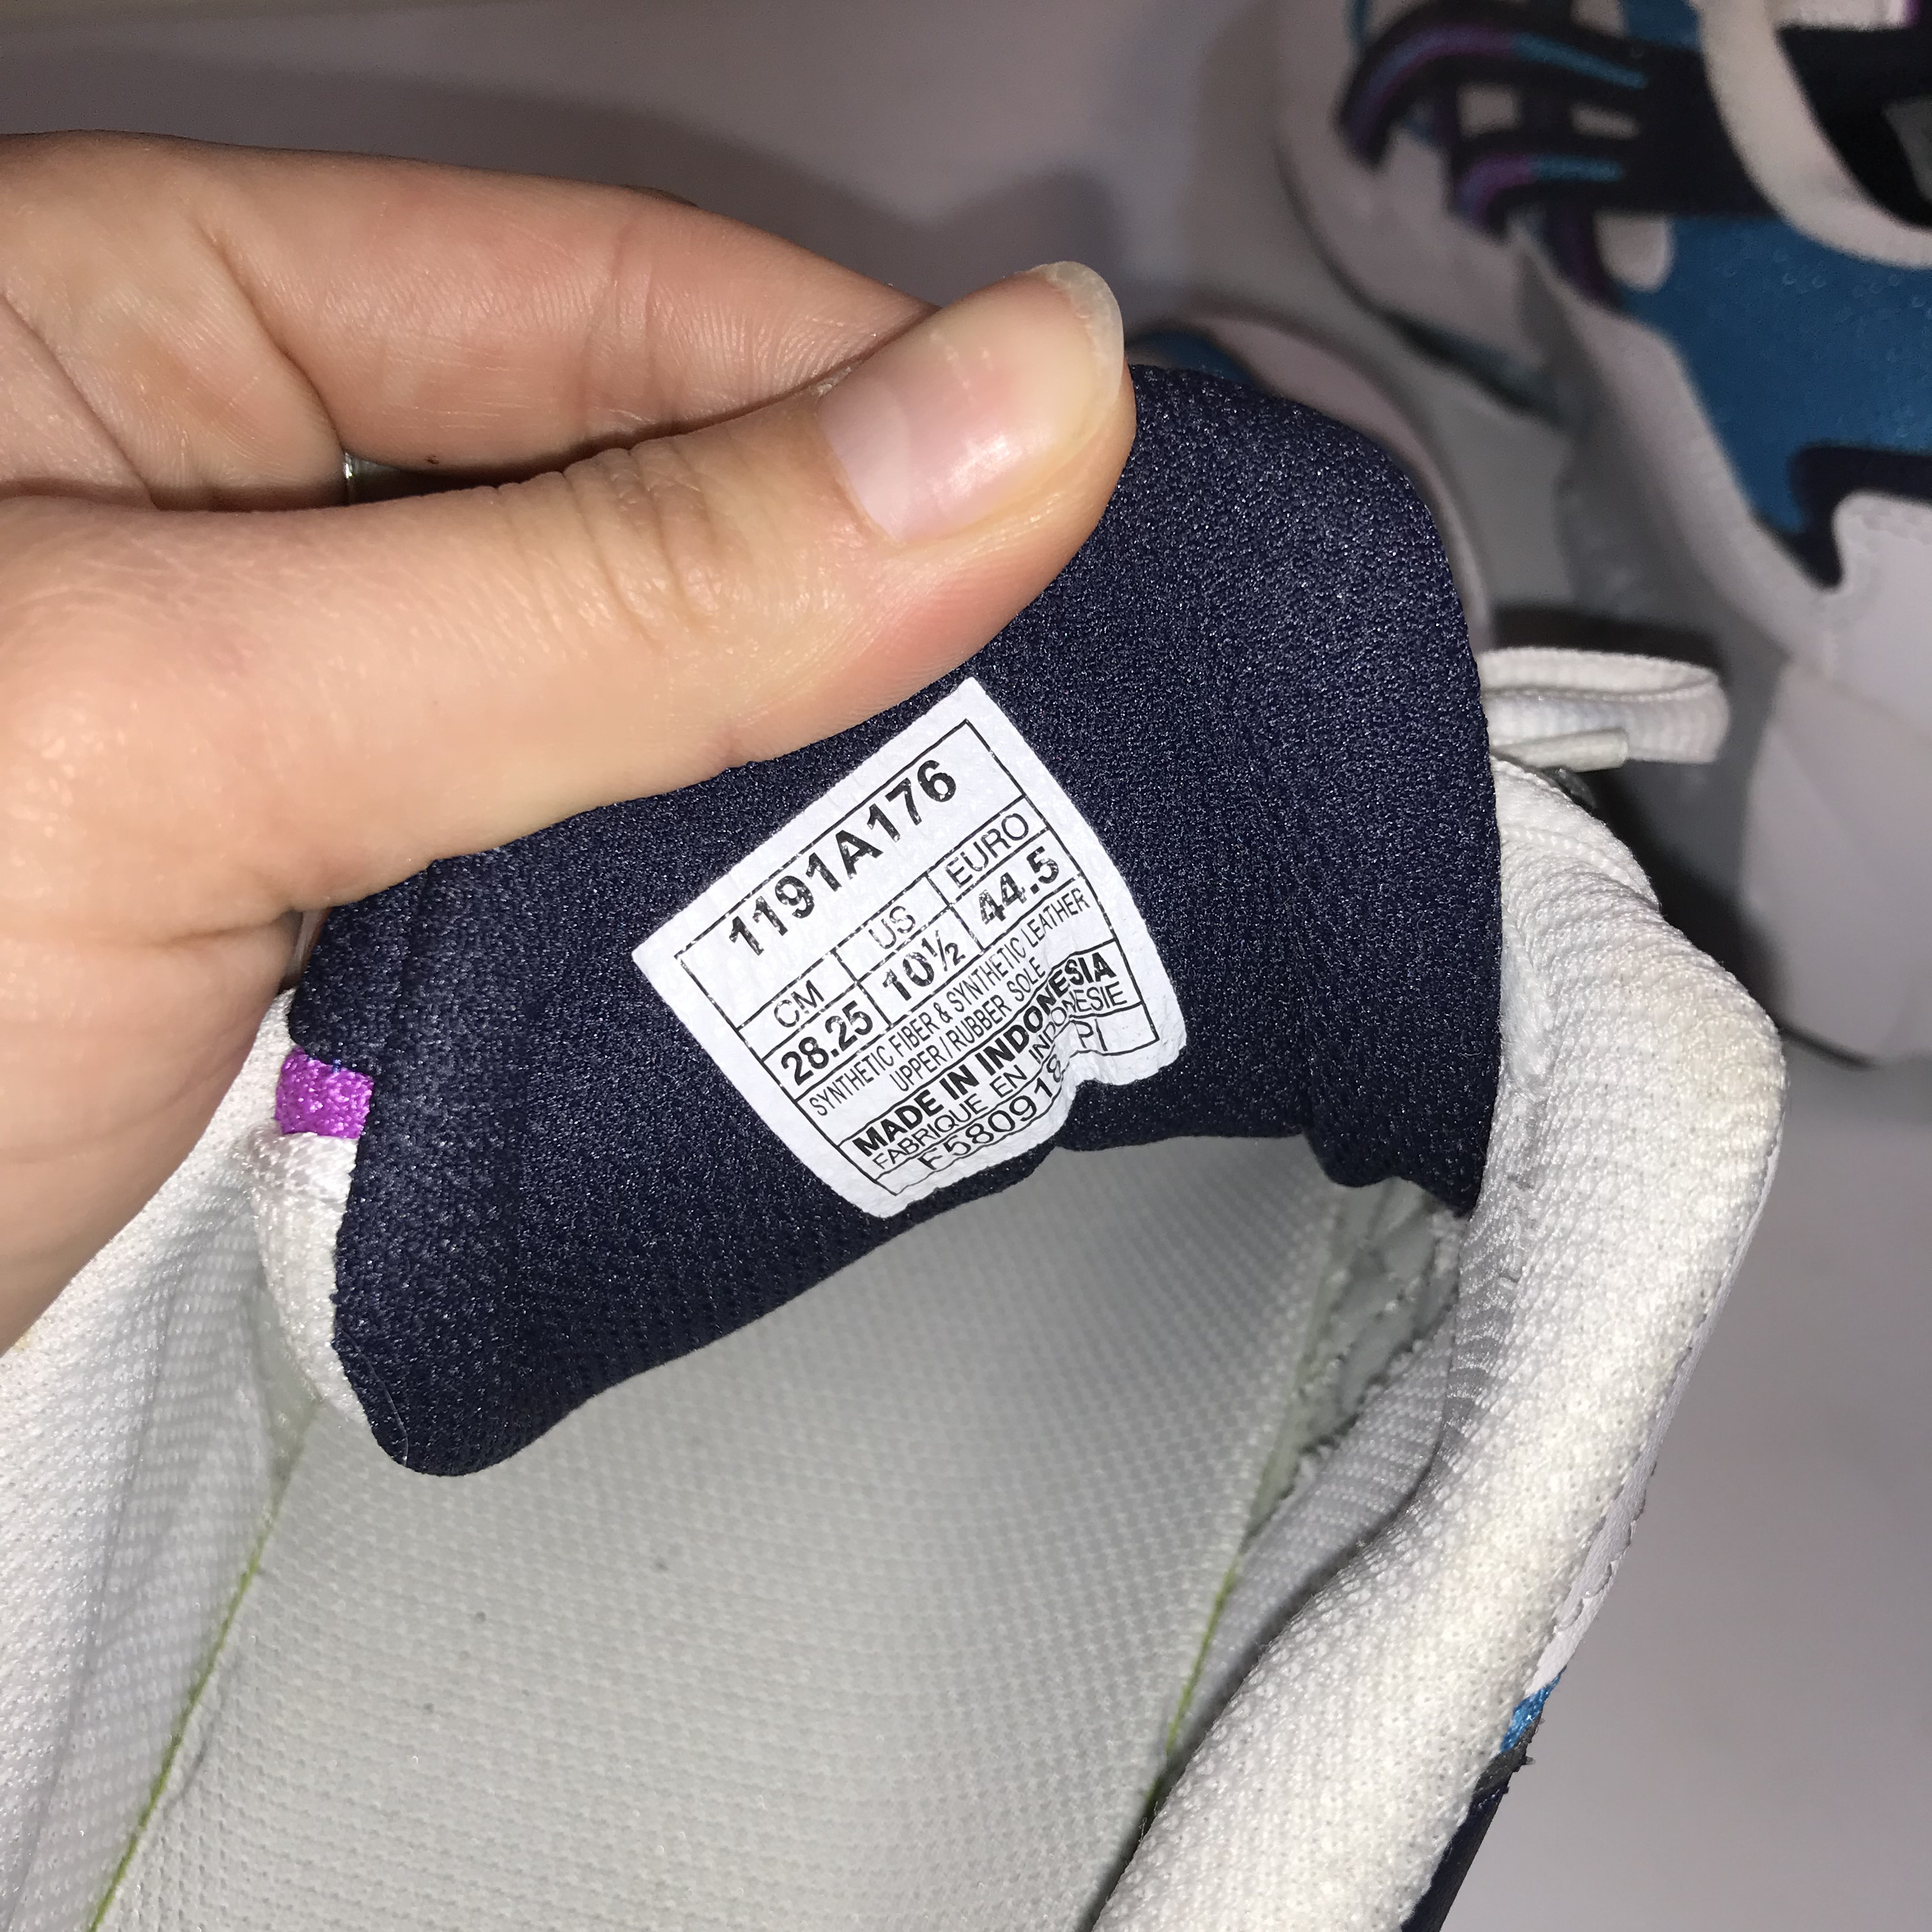 1191A176
CM US EURO
28.25 10½ 44.5
SYNTHETIC FIBER & SYNTHETIC LEATHER
UPPER/RUBBER SOLE
MADE IN INDONESIA
FABRIQUE EN INDONESIE
PI